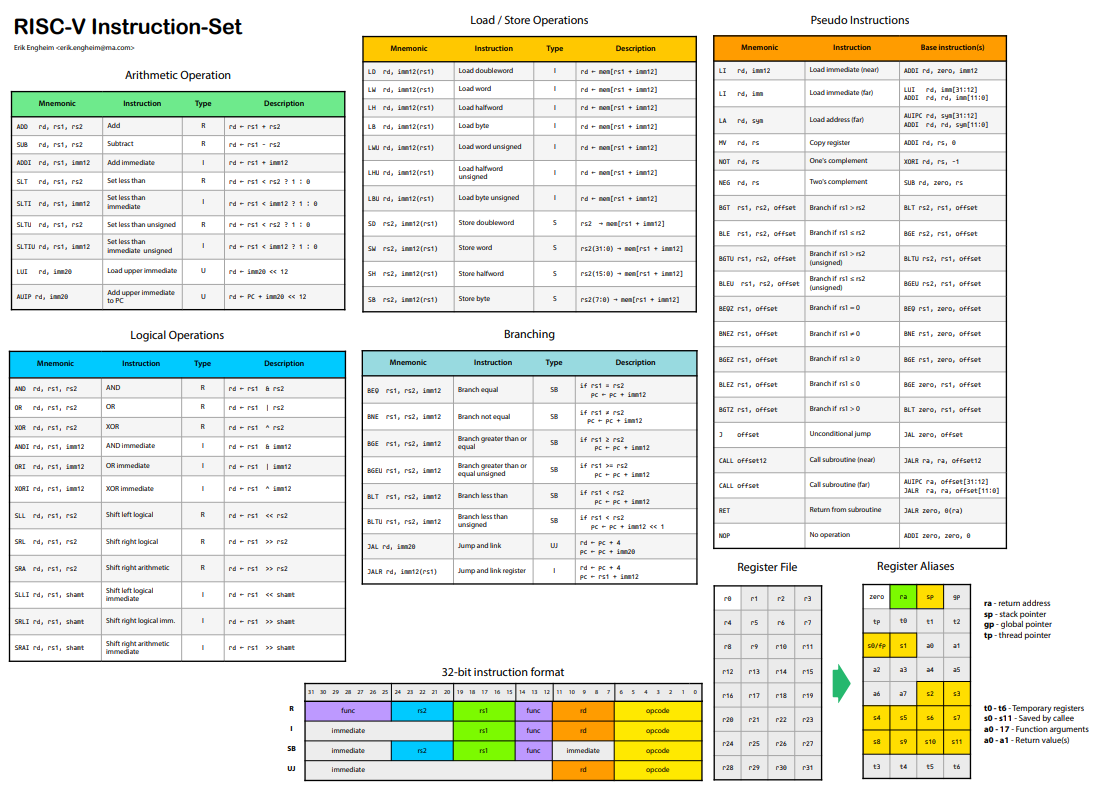 RISC-V Instruction-Set
Erik Engheim <erik.engheim@ma.com>
Arithmetic Operation
Mnemonic Instruction Type Description
ADD rd, rs1, rs2 Add R rd ← rs1 + rs2
SUB rd, rs1, rs2 Subtract R rd ← rs1 - rs2
ADDI rd, rs1, imm12 Add immediate I rd ← rs1 + imm12
SLT rd, rs1, rs2 Set less than R rd ← rs1 < rs2 ? 1 : 0
SLTI rd, rs1, imm12 Set less than immediate I rd ← rs1 < imm12 ? 1 : 0
SLTU rd, rs1, rs2 Set less than unsigned R rd ← rs1 < rs2 ? 1 : 0
SLTIU rd, rs1, imm12 Set less than immediate unsigned I rd ← rs1 < imm12 ? 1 : 0
LUI rd, imm20 Load upper immediate U rd ← imm20 << 12
AUIP rd, imm20 Add upper immediate to PC U rd ← PC + imm20 << 12
Logical Operations
Mnemonic Instruction Type Description
AND rd, rs1, rs2 AND R rd ← rs1 & rs2
OR rd, rs1, rs2 OR R rd ← rs1 | rs2
XOR rd, rs1, rs2 XOR R rd ← rs1 ^ rs2
ANDI rd, rs1, imm12 AND immediate I rd ← rs1 & imm12
ORI rd, rs1, imm12 OR immediate I rd ← rs1 | imm12
XORI rd, rs1, imm12 XOR immediate I rd ← rs1 ^ imm12
SLL rd, rs1, rs2 Shift left logical R rd ← rs1 << rs2
SRL rd, rs1, rs2 Shift right logical R rd ← rs1 >> rs2
SRA rd, rs1, rs2 Shift right arithmetic R rd ← rs1 >> rs2
SLLI rd, rs1, shamt Shift left logical immediate I rd ← rs1 << shamt
SRLI rd, rs1, shamt Shift right logical imm. I rd ← rs1 >> shamt
SRAI rd, rs1, shamt Shift right arithmetic immediate I rd ← rs1 >> shamt
Load / Store Operations
Mnemonic Instruction Type Description
LD rd, imm12(rs1) Load doubleword I rd ← mem[rs1 + imm12]
LW rd, imm12(rs1) Load word I rd ← mem[rs1 + imm12]
LH rd, imm12(rs1) Load halfword I rd ← mem[rs1 + imm12]
LB rd, imm12(rs1) Load byte I rd ← mem[rs1 + imm12]
LWU rd, imm12(rs1) Load word unsigned I rd ← mem[rs1 + imm12]
LHU rd, imm12(rs1) Load halfword unsigned I rd ← mem[rs1 + imm12]
LBU rd, imm12(rs1) Load byte unsigned I rd ← mem[rs1 + imm12]
SD rs2, imm12(rs1) Store doubleword S rs2 → mem[rs1 + imm12]
SW rs2, imm12(rs1) Store word S rs2(31:0) → mem[rs1 + imm12]
SH rs2, imm12(rs1) Store halfword S rs2(15:0) → mem[rs1 + imm12]
SB rs2, imm12(rs1) Store byte S rs2(7:0) → mem[rs1 + imm12]
Branching
Mnemonic Instruction Type Description
BEQ rs1, rs2, imm12 Branch equal SB if rs1 = rs2 pc ← pc + imm12
BNE rs1, rs2, imm12 Branch not equal SB if rs1 ≠ rs2 pc ← pc + imm12
BGE rs1, rs2, imm12 Branch greater than or equal SB if rs1 ≥ rs2 pc ← pc + imm12
BGEU rs1, rs2, imm12 Branch greater than or equal unsigned SB if rs1 >= rs2 pc ← pc + imm12
BLT rs1, rs2, imm12 Branch less than SB if rs1 < rs2 pc ← pc + imm12
BLTU rs1, rs2, imm12 Branch less than unsigned SB if rs1 < rs2 pc ← pc + imm12 << 1
JAL rd, imm20 Jump and link UJ rd ← pc + 4 pc ← pc + imm20
JALR rd, imm12(rs1) Jump and link register I rd ← pc + 4 pc ← rs1 + imm12
Pseudo Instructions
Mnemonic Instruction Base instruction(s)
LI rd, imm12 Load immediate (near) ADDI rd, zero, imm12
LI rd, imm Load immediate (far) LUI rd, imm[31:12] ADDI rd, rd, imm[11:0]
LA rd, sym Load address (far) AUIPC rd, sym[31:12] ADDI rd, rd, sym[11:0]
MV rd, rs Copy register ADDI rd, rs, 0
NOT rd, rs One's complement XORI rd, rs, -1
NEG rd, rs Two's complement SUB rd, zero, rs
BGT rs1, rs2, offset Branch if rs1 > rs2 BLT rs2, rs1, offset
BLE rs1, rs2, offset Branch if rs1 ≤ rs2 BGE rs2, rs1, offset
BGTU rs1, rs2, offset Branch if rs1 > rs2 (unsigned) BLTU rs2, rs1, offset
BLEU rs1, rs2, offset Branch if rs1 ≤ rs2 (unsigned) BGEU rs2, rs1, offset
BEQZ rs1, offset Branch if rs1 = 0 BEQ rs1, zero, offset
BNEZ rs1, offset Branch if rs1 ≠ 0 BNE rs1, zero, offset
BGEZ rs1, offset Branch if rs1 ≥ 0 BGE rs1, zero, offset
BLEZ rs1, offset Branch if rs1 ≤ 0 BGE zero, rs1, offset
BGTZ rs1, offset Branch if rs1 > 0 BLT zero, rs1, offset
J offset Unconditional jump JAL zero, offset
CALL offset12 Call subroutine (near) JALR ra, ra, offset12
CALL offset Call subroutine (far) AUIPC ra, offset[31:12] JALR ra, ra, offset[11:0]
RET Return from subroutine JALR zero, 0(ra)
NOP No operation ADDI zero, zero, 0
32-bit instruction format
31 30 29 28 27 26 25 24 23 22 21 20 19 18 17 16 15 14 13 12 11 10 9 8 7 6 5 4 3 2 1 0
R func rs2 rs1 func rd opcode
I immediate rs1 func rd opcode
SB immediate rs2 rs1 func immediate opcode
UJ immediate rd opcode
Register File
r0 r1 r2 r3
r4 r5 r6 r7
r8 r9 r10 r11
r12 r13 r14 r15
r16 r17 r18 r19
r20 r21 r22 r23
r24 r25 r26 r27
r28 r29 r30 r31
Register Aliases
zero ra sp gp
tp t0 t1 t2
s0/fp s1 a0 a1
a2 a3 a4 a5
a6 a7 s2 s3
s4 s5 s6 s7
s8 s9 s10 s11
t3 t4 t5 t6
ra - return address
sp - stack pointer
gp - global pointer
tp - thread pointer
t0 - t6 - Temporary registers
s0 - s11 - Saved by callee
a0 - 17 - Function arguments
a0 - a1 - Return value(s)